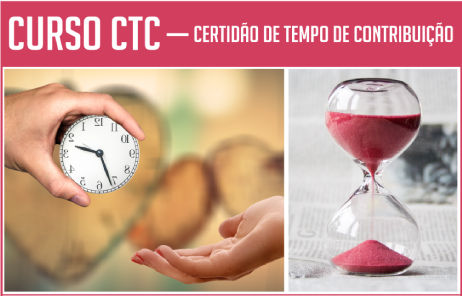 CURSO CTC — CERTIDÃO DE TEMPO DE CONTRIBUIÇÃO